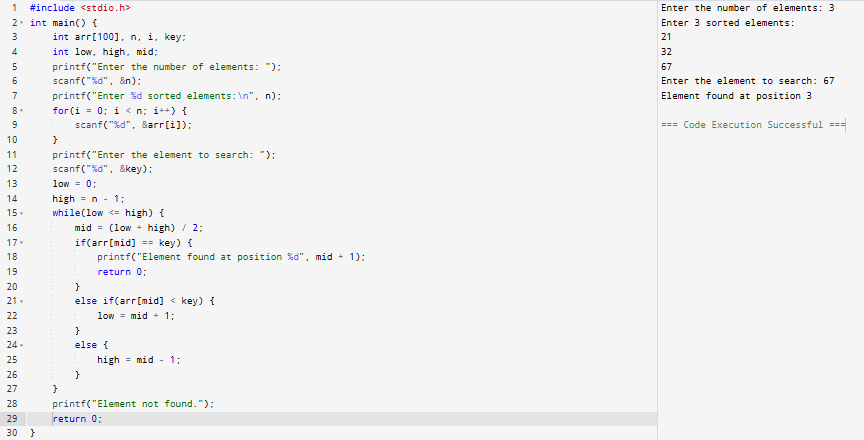 1 #include <stdio.h>
2 int main() {
3 int arr[100], n, i, key;
4 int low, high, mid;
5 printf("Enter the number of elements: ");
6 scanf("%d", &n);
7 printf("Enter %d sorted elements:\n", n);
8 for(i = 0; i < n; i++) {
9 scanf("%d", &arr[i]);
10 }
11 printf("Enter the element to search: ");
12 scanf("%d", &key);
13 low = 0;
14 high = n - 1;
15 while(low <= high) {
16 mid = (low + high) / 2;
17 if(arr[mid] == key) {
18 printf("Element found at position %d", mid + 1);
19 return 0;
20 }
21 else if(arr[mid] < key) {
22 low = mid + 1;
23 }
24 else {
25 high = mid - 1;
26 }
27 }
28 printf("Element not found.");
29 return 0;
30 }
Enter the number of elements: 3
Enter 3 sorted elements:
21
32
67
Enter the element to search: 67
Element found at position 3
=== Code Execution Successful ===